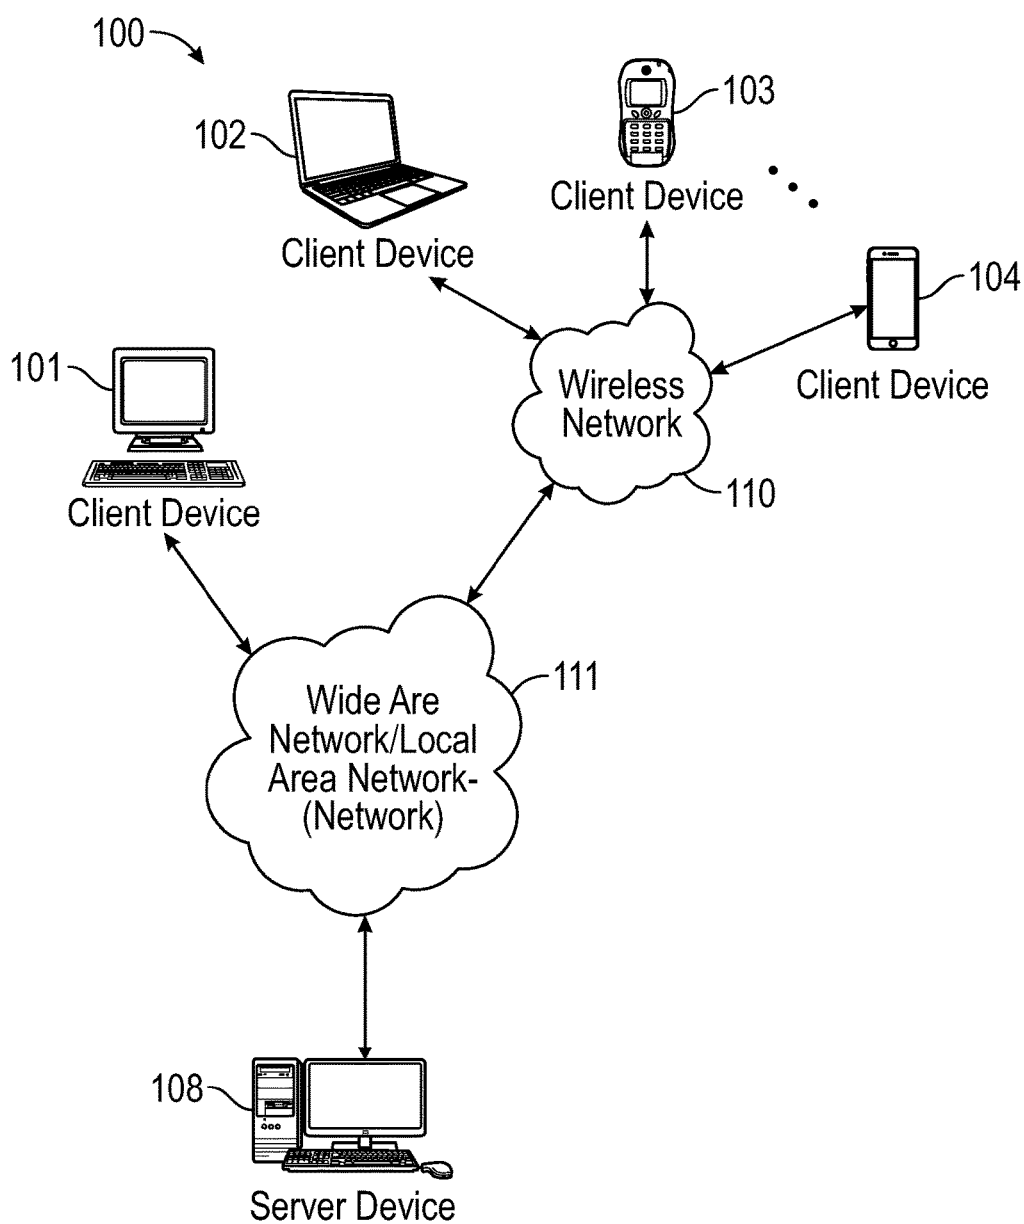 100
102
Client Device
103
Client Device
104
Client Device
101
Client Device
Wireless
Network
110
111
Wide Are
Network/Local
Area Network-
(Network)
108
Server Device